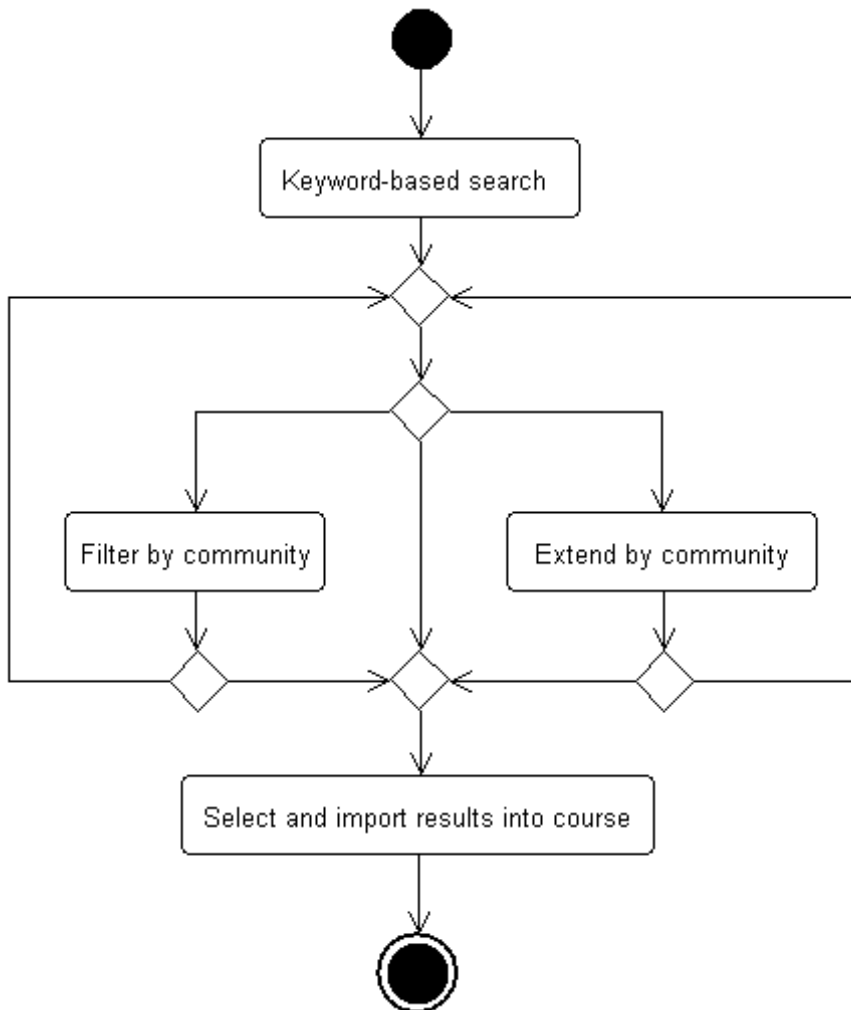 Keyword-based search
Filter by community
Extend by community
Select and import results into course